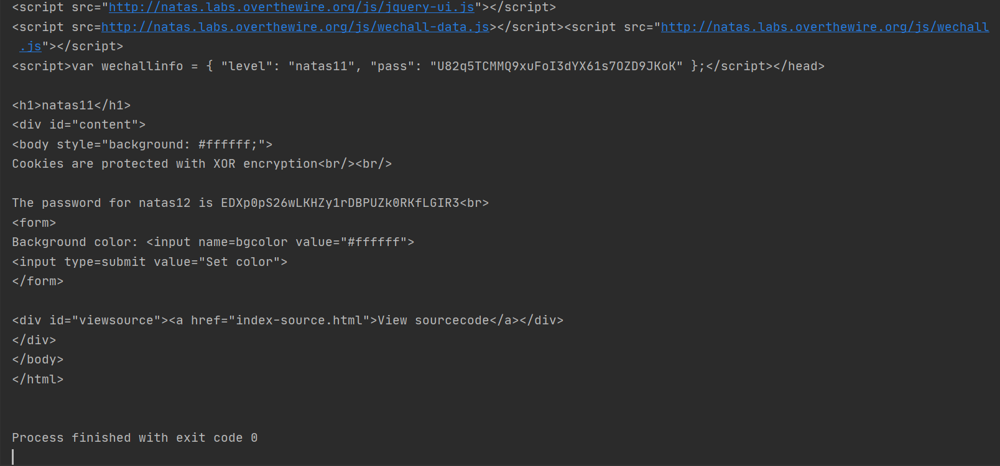 <script src="http://natas.labs.overthewire.org/js/jquery-ui.js"></script>
<script src=http://natas.labs.overthewire.org/js/wechall-data.js></script><script src="http://natas.labs.overthewire.org/js/wechall
.js"></script>
<script>var wechallinfo = { "level": "natas11", "pass": "U82q5TCMMQ9xuFoI3dYX61s7OZD9JKoK" };</script></head>
<h1>natas11</h1>
<div id="content">
<body style="background: #ffffff;">
Cookies are protected with XOR encryption<br/><br/>
The password for natas12 is EDXp0pS26wLKHZy1rDBPUZk0RKfLGIR3<br>
<form>
Background color: <input name=bgcolor value="#ffffff">
<input type=submit value="Set color">
</form>
<div id="viewsource"><a href="index-source.html">View sourcecode</a></div>
</div>
</body>
</html>
Process finished with exit code 0